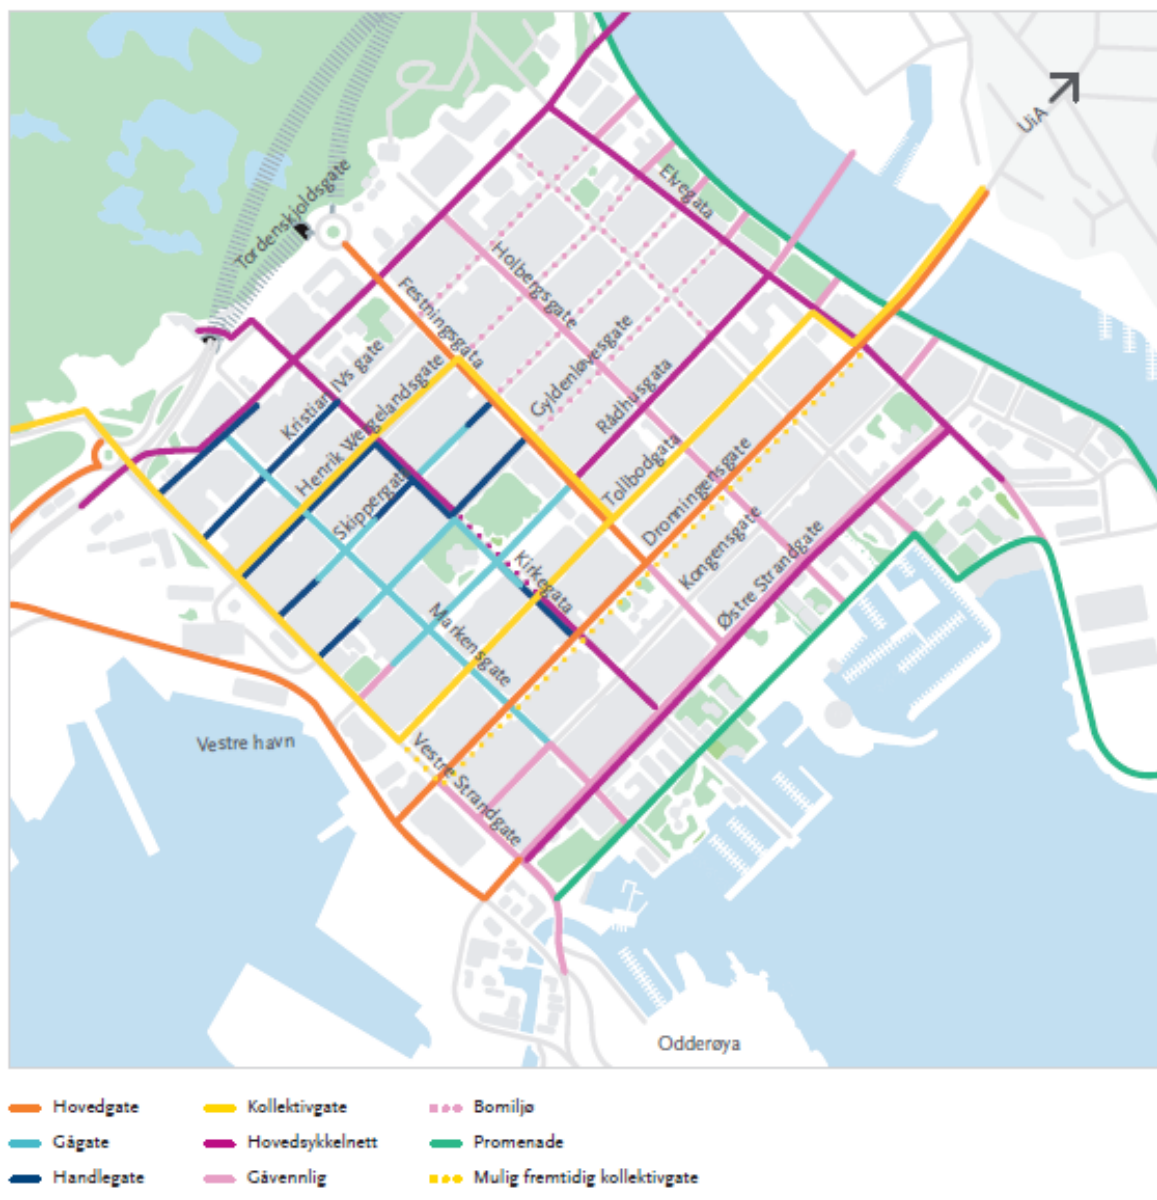 UiA
Tordenskjoldsgate
Elvegata
Holbergsgate
Festningsgata
Gyldenløvesgate
Kristian IVs gate
Henrik Wergelandsgate
Rådhusgata
Skippergata
Tollbodgata
Dronningensgate
Kongensgate
Kirkegata
Østre Strandgate
Markensgate
Vestre havn
Vestre Strandgate
Odderøya
Hovedgate
Kollektivgate
Bomiljø
Gågate
Hovedsykkelnett
Promenade
Handlegate
Gåvennlig
Mulig fremtidig kollektivgate